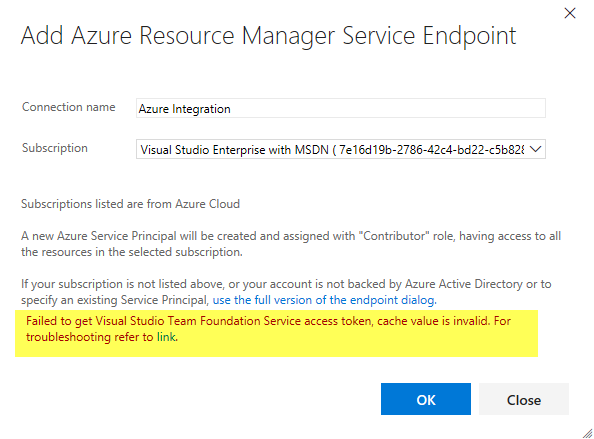 Add Azure Resource Manager Service Endpoint
Connection name
Azure Integration
Subscription
Visual Studio Enterprise with MSDN ( 7e16d19b-2786-42c4-bd22-c5b828
Subscriptions listed are from Azure Cloud
A new Azure Service Principal will be created and assigned with "Contributor" role, having access to all
the resources in the selected subscription.
If your subscription is not listed above, or your account is not backed by Azure Active Directory or to
specify an existing Service Principal, use the full version of the endpoint dialog.
Failed to get Visual Studio Team Foundation Service access token, cache value is invalid. For
troubleshooting refer to link.
OK
Close